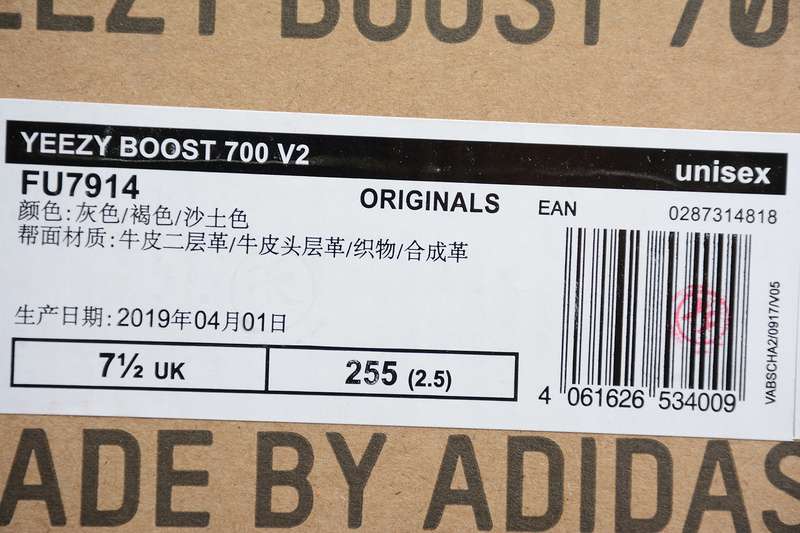 YEEZY BOOST 700
YEEZY BOOST 700 V2
unisex
FU7914
ORIGINALS
EAN
0287314818
颜色:灰色/褐色/沙土色
帮面材质:牛皮二层革/牛皮头层革/织物/合成革
生产日期:2019年04月01日
7½ UK
255 (2.5)
4 061626 534009
VABSCHA2/0917/V05
MADE BY ADIDAS